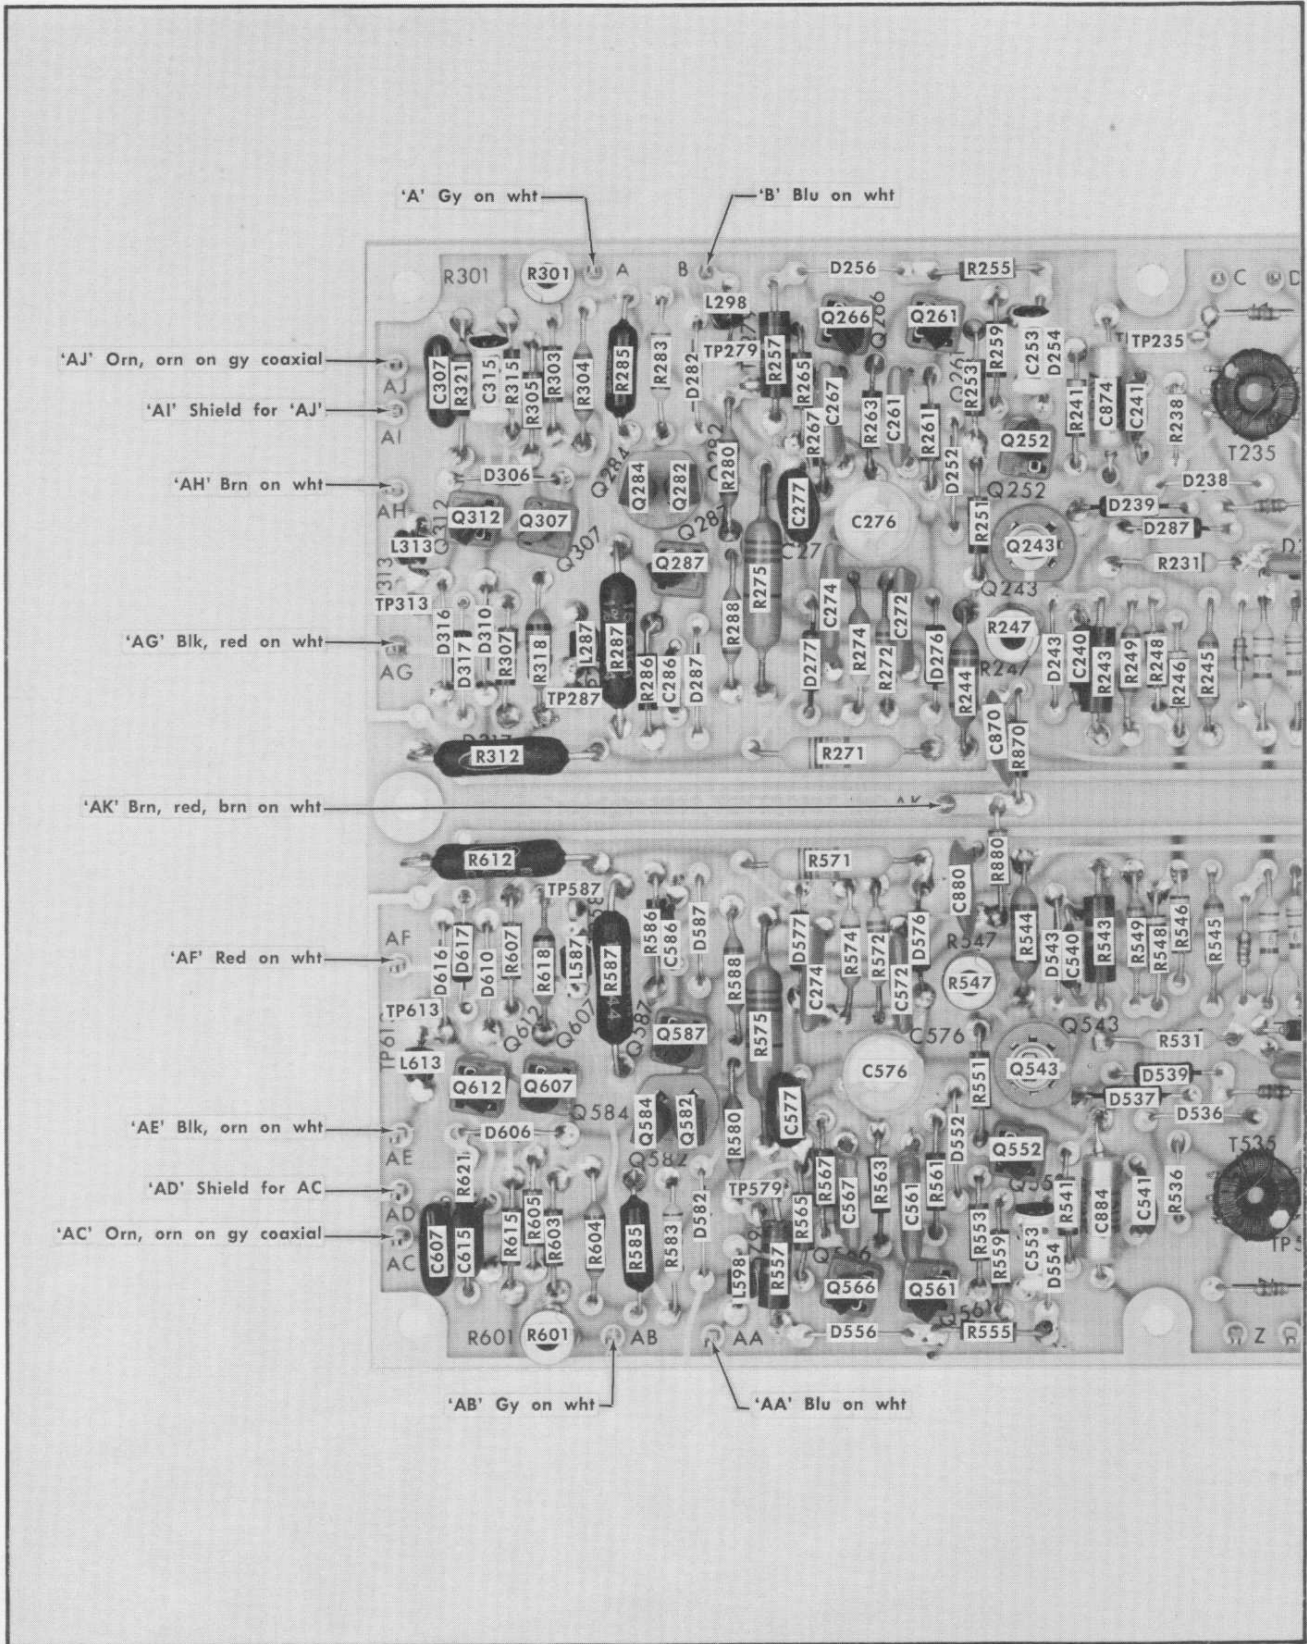 'A' Gy on wht
'B' Blu on wht
R301
R301
A
B
D256
R255
C
D
L298
Q266
Q266
Q261
TP279
R257
R259
C253
D254
TP235
'AJ' Orn, orn on gy coaxial
AJ
C307
R321
C315
R315
R305
R303
R304
R285
R283
D282
R265
R267
C267
R263
C261
R261
R253
D252
R241
C874
C241
R238
'AI' Shield for 'AJ'
AI
Q252
T235
D306
Q284
Q284
Q282
Q282
R280
Q252
D238
'AH' Brn on wht
AH
Q312
Q312
Q307
Q307
C277
C276
R251
D239
D287
L313
Q287
Q287
R275
C27
Q243
R231
Q243
TP313
D316
D317
D310
R307
R318
L287
R287
R286
C286
D287
R288
D277
C274
R274
R272
C272
D276
R244
R247
R247
D243
C240
R243
R249
R248
R246
R245
'AG' Blk, red on wht
AG
TP287
R312
R271
C870
R870
'AK' Brn, red, brn on wht
R612
R571
C880
R880
TP587
AF
D616
D617
D610
R607
R618
L587
R587
R586
C586
D587
R588
R575
D577
C274
R574
R572
C572
D576
R544
R547
R547
D543
C540
R543
R549
R548
R546
R545
'AF' Red on wht
TP613
Q612
Q607
Q587
Q587
C576
Q543
R531
L613
Q612
Q607
C576
R551
Q543
D539
D537
D536
Q584
Q584
Q582
R580
C577
D552
'AE' Blk, orn on wht
D606
AE
Q582
Q552
T535
R621
TP579
R567
C567
R563
C561
R561
R541
C884
C541
R536
'AD' Shield for AC
AD
'AC' Orn, orn on gy coaxial
AC
C607
C615
R615
R605
R603
R604
R585
R583
D582
L598
R557
R565
Q566
Q561
R553
R559
C553
D554
R601
R601
AB
AA
D556
R555
Z
'AB' Gy on wht
'AA' Blu on wht